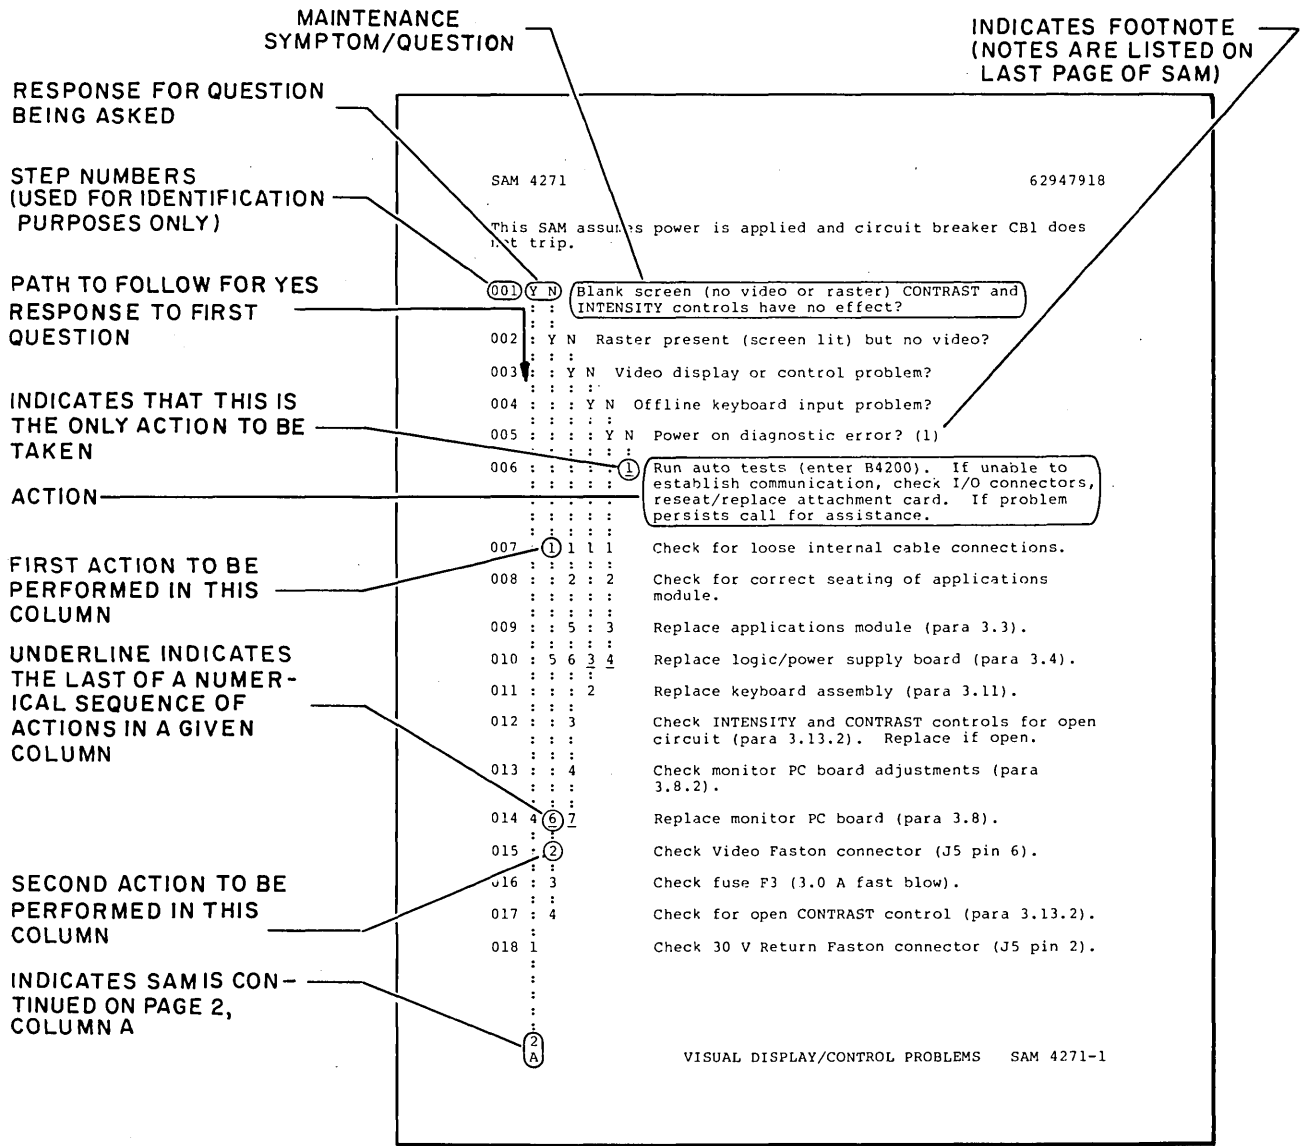 MAINTENANCE
SYMPTOM/QUESTION
INDICATES FOOTNOTE
(NOTES ARE LISTED ON
LAST PAGE OF SAM)
RESPONSE FOR QUESTION
BEING ASKED
STEP NUMBERS
(USED FOR IDENTIFICATION
PURPOSES ONLY)
PATH TO FOLLOW FOR YES
RESPONSE TO FIRST
QUESTION
INDICATES THAT THIS IS
THE ONLY ACTION TO BE
TAKEN
ACTION
FIRST ACTION TO BE
PERFORMED IN THIS
COLUMN
UNDERLINE INDICATES
THE LAST OF A NUMER-
ICAL SEQUENCE OF
ACTIONS IN A GIVEN
COLUMN
SECOND ACTION TO BE
PERFORMED IN THIS
COLUMN
INDICATES SAM IS CON-
TINUED ON PAGE 2,
COLUMN A
SAM 4271 62947918
This SAM assumes power is applied and circuit breaker CB1 does
not trip.
001 Y N Blank screen (no video or raster) CONTRAST and
: : INTENSITY controls have no effect?
: :
002 : Y N Raster present (screen lit) but no video?
: : :
003 : : Y N Video display or control problem?
: : : :
004 : : : Y N Offline keyboard input problem?
: : : : :
005 : : : : Y N Power on diagnostic error? (1)
: : : : : :
006 : : : : : 1 Run auto tests (enter B4200). If unable to
: : : : : establish communication, check I/O connectors,
: : : : : reseat/replace attachment card. If problem
: : : : : persists call for assistance.
: : : : :
007 : 1 1 1 1 Check for loose internal cable connections.
: : : : :
008 : : 2 : 2 Check for correct seating of applications
: : : : : module.
: : : : :
009 : : 5 : 3 Replace applications module (para 3.3).
: : : : :
010 : 5 6 3 4 Replace logic/power supply board (para 3.4).
: : : :
011 : : : 2 Replace keyboard assembly (para 3.11).
: : :
012 : : 3 Check INTENSITY and CONTRAST controls for open
: : : circuit (para 3.13.2). Replace if open.
: : :
013 : : 4 Check monitor PC board adjustments (para
: : : 3.8.2).
: : :
014 4 6 7 Replace monitor PC board (para 3.8).
: :
015 : 2 Check Video Faston connector (J5 pin 6).
: :
016 : 3 Check fuse F3 (3.0 A fast blow).
: :
017 : 4 Check for open CONTRAST control (para 3.13.2).
:
018 1 Check 30 V Return Faston connector (J5 pin 2).
:
:
:
:
:
2
A
VISUAL DISPLAY/CONTROL PROBLEMS SAM 4271-1